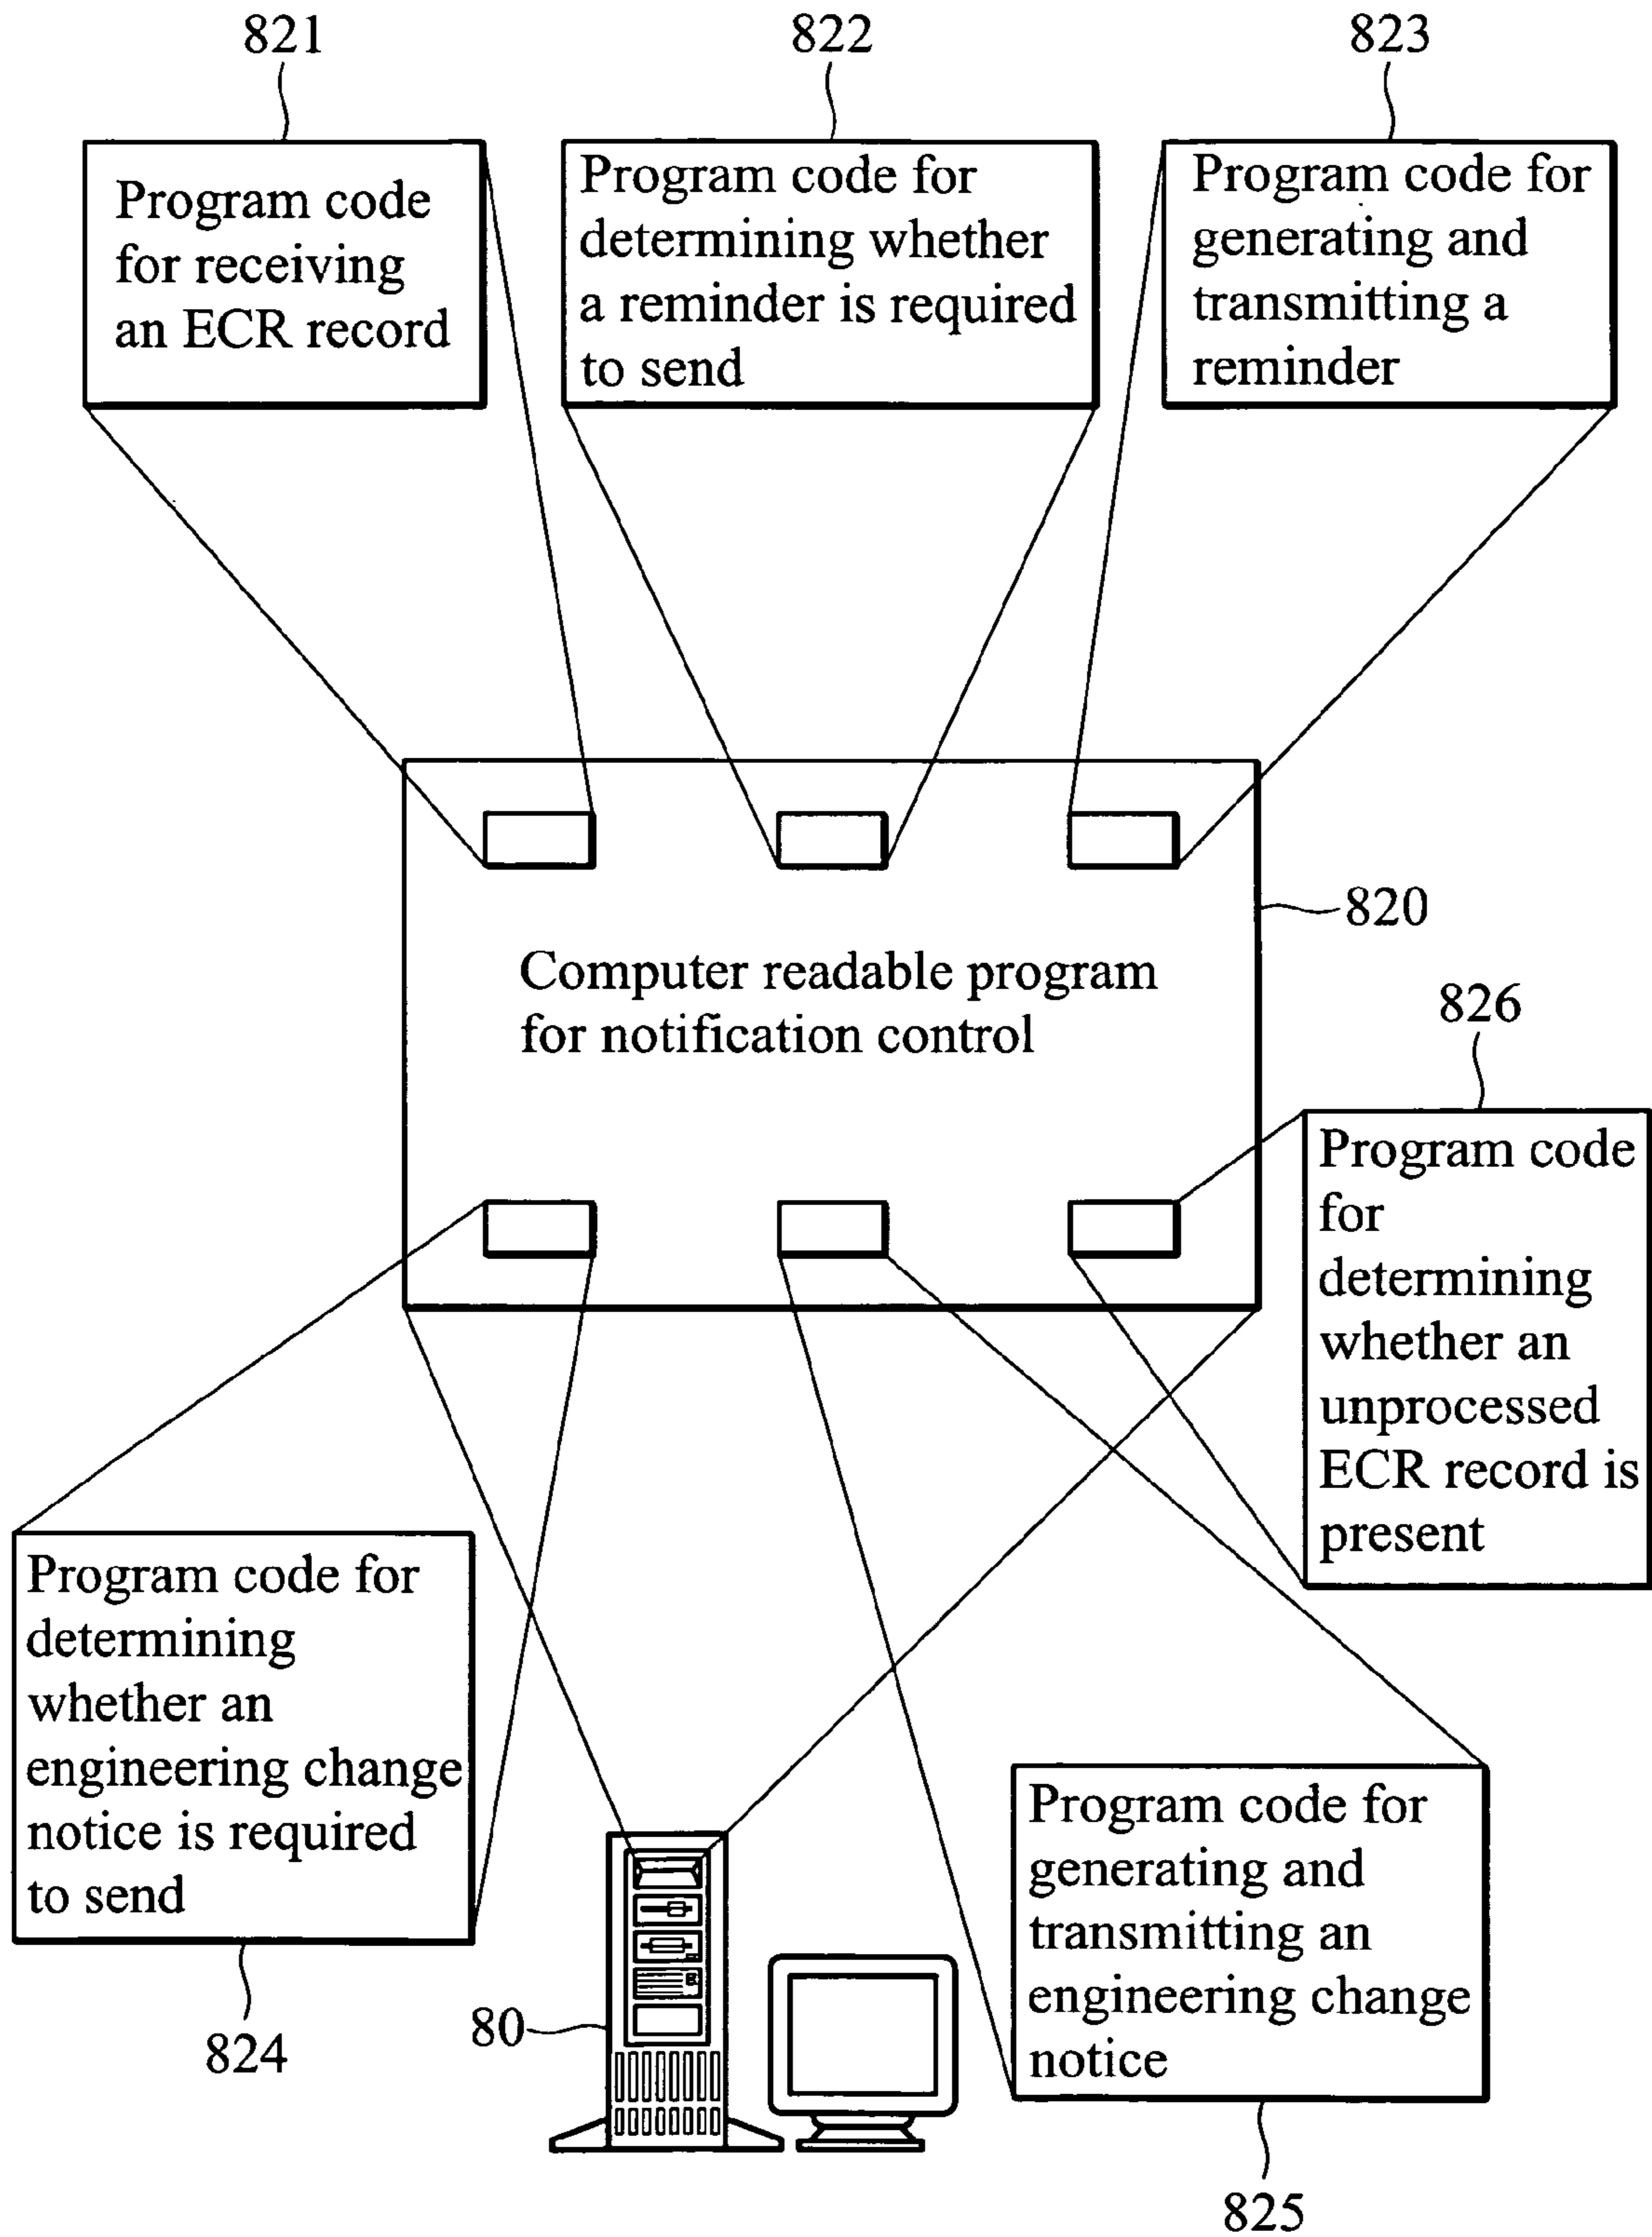 821
822
823
Program code
for receiving
an ECR record
Program code for
determining whether
a reminder is required
to send
Program code for
generating and
transmitting a
reminder
820
Computer readable program
for notification control
826
Program code
for
determining
whether an
unprocessed
ECR record is
present
Program code for
determining
whether an
engineering change
notice is required
to send
824
80
Program code for
generating and
transmitting an
engineering change
notice
825